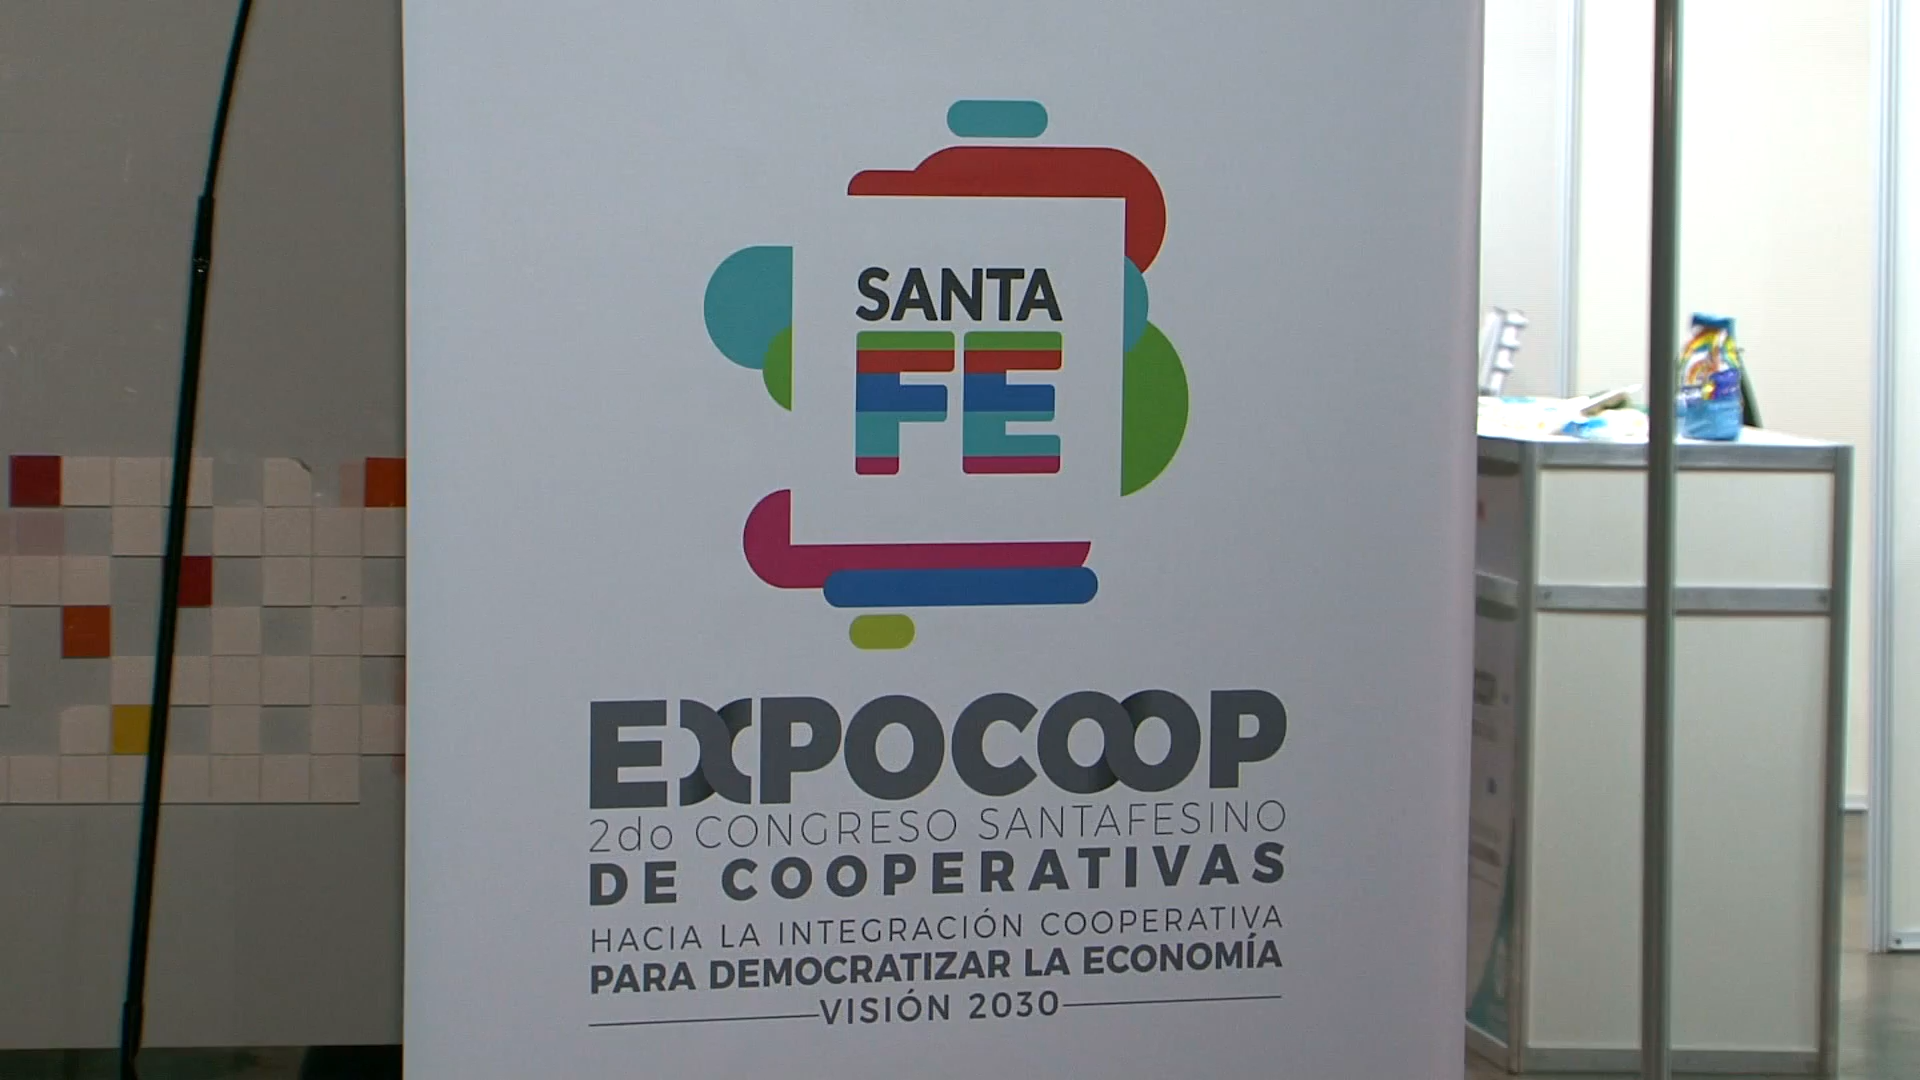 SANTA
FE
EXPOCOOP
2do CONGRESO SANTAFESINO
DE COOPERATIVAS
HACIA LA INTEGRACIÓN COOPERATIVA
PARA DEMOCRATIZAR LA ECONOMÍA
VISIÓN 2030